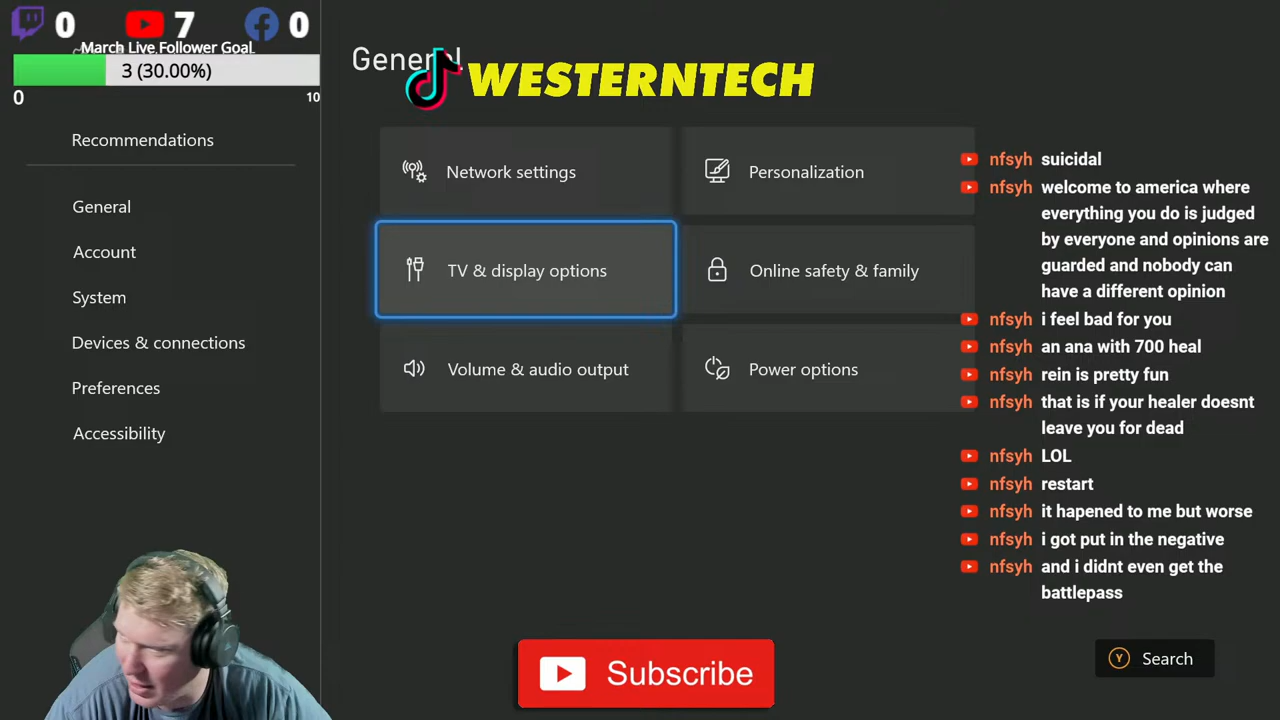 0 7 0
March Live Follower Goal
3 (30.00%)
0 10
Recommendations
General
Account
System
Devices & connections
Preferences
Accessibility
General
WESTERNTECH
Network settings
Personalization
TV & display options
Online safety & family
Volume & audio output
Power options
nfsyh suicidal
nfsyh welcome to america where
everything you do is judged
by everyone and opinions are
guarded and nobody can
have a different opinion
nfsyh i feel bad for you
nfsyh an ana with 700 heal
nfsyh rein is pretty fun
nfsyh that is if your healer doesnt
leave you for dead
nfsyh LOL
nfsyh restart
nfsyh it hapened to me but worse
nfsyh i got put in the negative
nfsyh and i didnt even get the
battlepass
Subscribe
Y Search